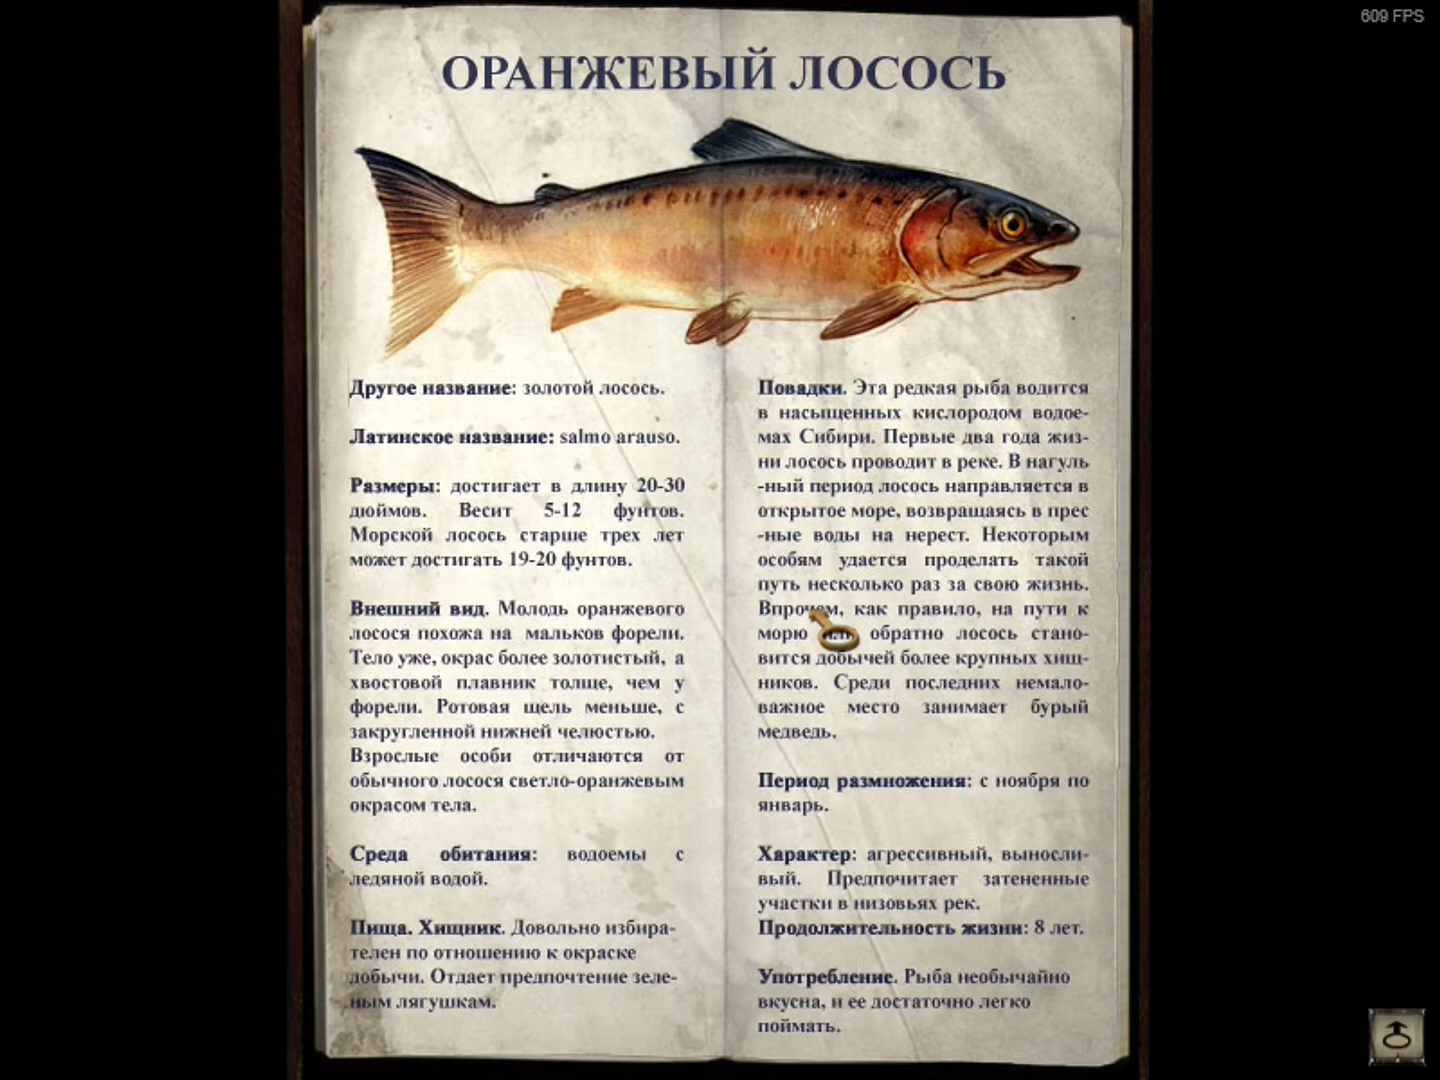 609 FPS
ОРАНЖЕВЫЙ ЛОСОСЬ
Другое название: золотой лосось.
Латинское название: salmo arauso.
Размеры: достигает в длину 20-30
дюймов. Весит 5-12 фунтов.
Морской лосось старше трех лет
может достигать 19-20 фунтов.
Внешний вид. Молодь оранжевого
лосося похожа на мальков форели.
Тело уже, окрас более золотистый, а
хвостовой плавник толще, чем у
форели. Ротовая щель меньше, с
закругленной нижней челюстью.
Взрослые особи отличаются от
обычного лосося светло-оранжевым
окрасом тела.
Среда обитания: водоемы с
ледяной водой.
Пища. Хищник. Довольно избира-
телен по отношению к окраске
добычи. Отдает предпочтение зеле-
ным лягушкам.
Повадки. Эта редкая рыба водится
в насыщенных кислородом водое-
мах Сибири. Первые два года жиз-
ни лосось проводит в реке. В нагуль
-ный период лосось направляется в
открытое море, возвращаясь в прес
-ные воды на нерест. Некоторым
особям удается проделать такой
путь несколько раз за свою жизнь.
Впрочем, как правило, на пути к
морю обратно лосось стано-
вится добычей более крупных хищ-
ников. Среди последних немало-
важное место занимает бурый
медведь.
Период размножения: с ноября по
январь.
Характер: агрессивный, выносли-
вый. Предпочитает затененные
участки в низовьях рек.
Продолжительность жизни: 8 лет.
Употребление. Рыба необычайно
вкусна, и ее достаточно легко
поймать.